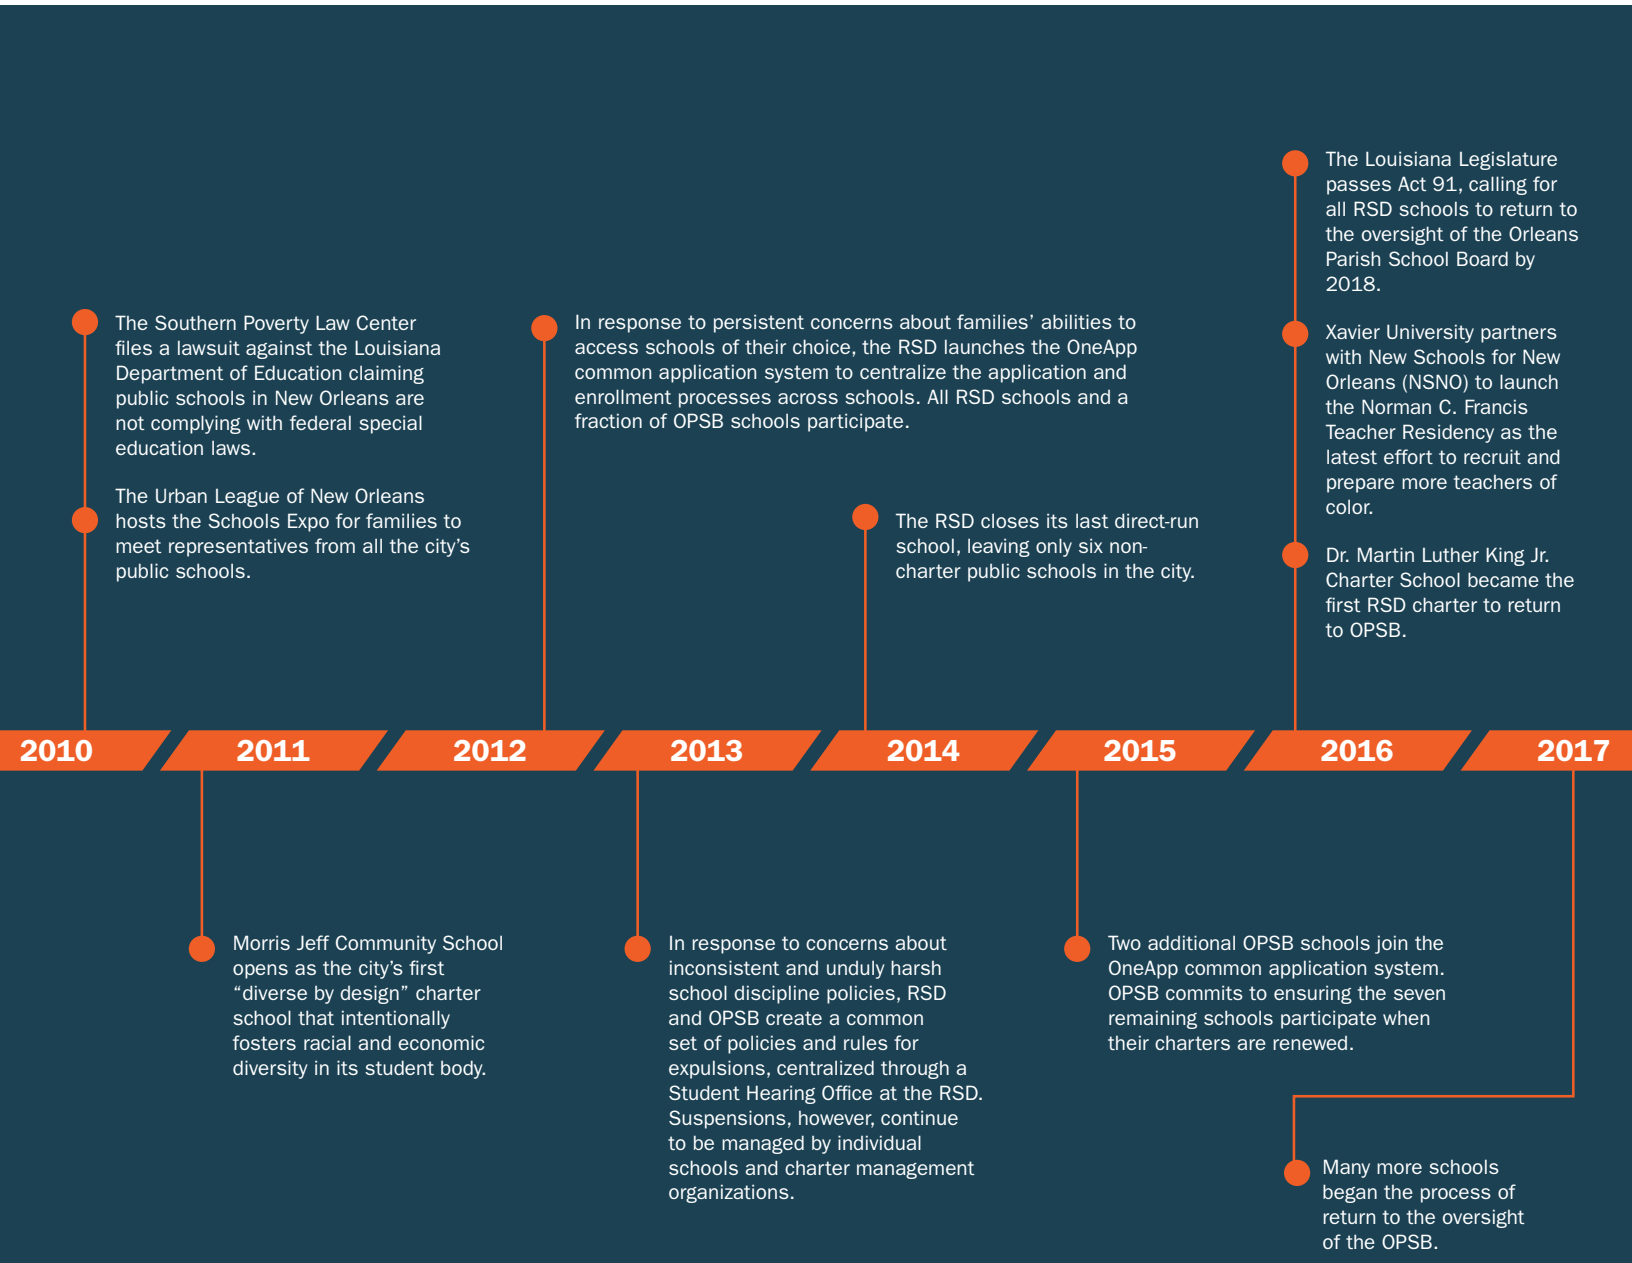 The Louisiana Legislature
passes Act 91, calling for
all RSD schools to return to
the oversight of the Orleans
Parish School Board by
2018.
Xavier University partners
with New Schools for New
Orleans (NSNO) to launch
the Norman C. Francis
Teacher Residency as the
latest effort to recruit and
prepare more teachers of
color.
Dr. Martin Luther King Jr.
Charter School became the
first RSD charter to return
to OPSB.
The Southern Poverty Law Center
files a lawsuit against the Louisiana
Department of Education claiming
public schools in New Orleans are
not complying with federal special
education laws.
The Urban League of New Orleans
hosts the Schools Expo for families to
meet representatives from all the city’s
public schools.
In response to persistent concerns about families’ abilities to
access schools of their choice, the RSD launches the OneApp
common application system to centralize the application and
enrollment processes across schools. All RSD schools and a
fraction of OPSB schools participate.
The RSD closes its last direct-run
school, leaving only six non-
charter public schools in the city.
2010 2011 2012 2013 2014 2015 2016 2017
Morris Jeff Community School
opens as the city’s first
“diverse by design” charter
school that intentionally
fosters racial and economic
diversity in its student body.
In response to concerns about
inconsistent and unduly harsh
school discipline policies, RSD
and OPSB create a common
set of policies and rules for
expulsions, centralized through a
Student Hearing Office at the RSD.
Suspensions, however, continue
to be managed by individual
schools and charter management
organizations.
Two additional OPSB schools join the
OneApp common application system.
OPSB commits to ensuring the seven
remaining schools participate when
their charters are renewed.
Many more schools
began the process of
return to the oversight
of the OPSB.